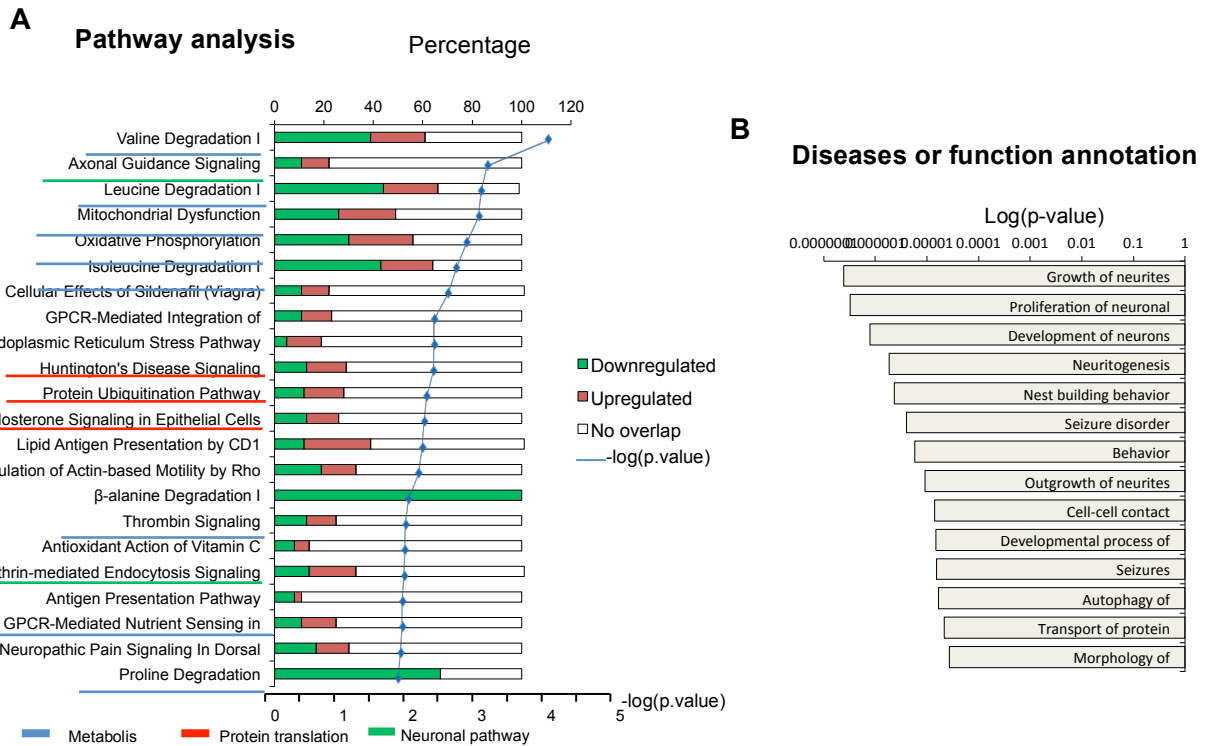 A
Pathway analysis
Percentage
0 20 40 60 80 100 120
Valine Degradation I
Axonal Guidance Signaling
Leucine Degradation I
Mitochondrial Dysfunction
Oxidative Phosphorylation
Isoleucine Degradation I
Cellular Effects of Sildenafil (Viagra)
GPCR-Mediated Integration of
doplasmic Reticulum Stress Pathway
Huntington's Disease Signaling
Protein Ubiquitination Pathway
losterone Signaling in Epithelial Cells
Lipid Antigen Presentation by CD1
ulation of Actin-based Motility by Rho
β-alanine Degradation I
Thrombin Signaling
Antioxidant Action of Vitamin C
thrin-mediated Endocytosis Signaling
Antigen Presentation Pathway
GPCR-Mediated Nutrient Sensing in
Neuropathic Pain Signaling In Dorsal
Proline Degradation
0 1 2 3 4 5
-log(p.value)
Downregulated
Upregulated
No overlap
-log(p.value)
Metabolis
Protein translation
Neuronal pathway
B
Diseases or function annotation
Log(p-value)
0.00001 0.0001 0.001 0.01 0.1 1
Growth of neurites
Proliferation of neuronal
Development of neurons
Neuritogenesis
Nest building behavior
Seizure disorder
Behavior
Outgrowth of neurites
Cell-cell contact
Developmental process of
Seizures
Autophagy of
Transport of protein
Morphology of